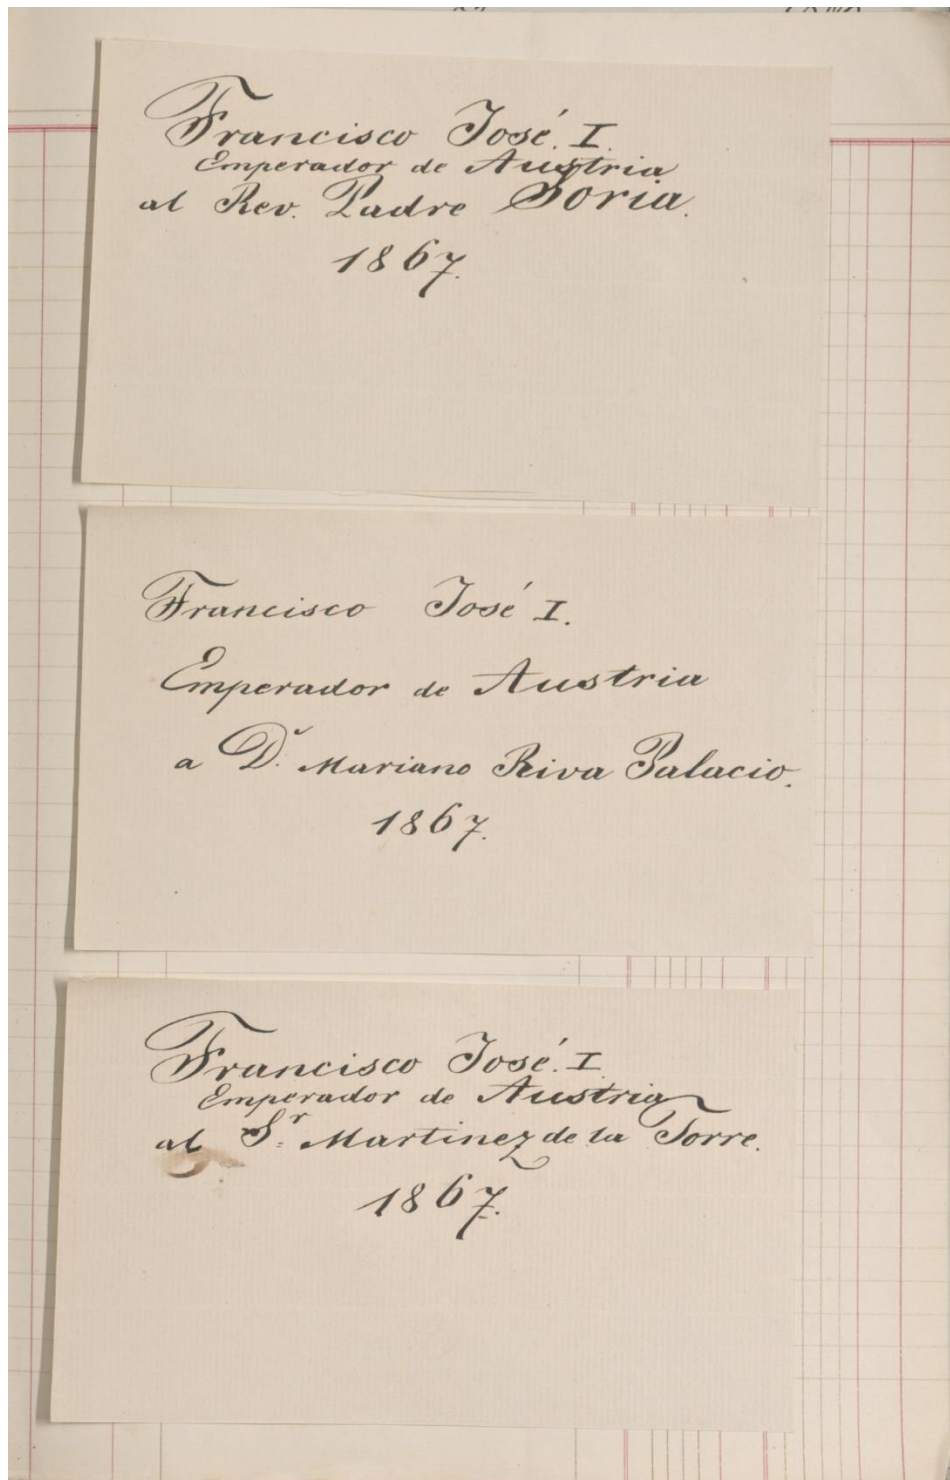 Francisco José. I.
Emperador de Austria
al Rev. Padre Soria.
1867.
Francisco José I.
Emperador de Austria
a D. Mariano Riva Palacio.
1867.
Francisco José. I.
Emperador de Austria
al Sr. Martinez de la Torre.
1867.